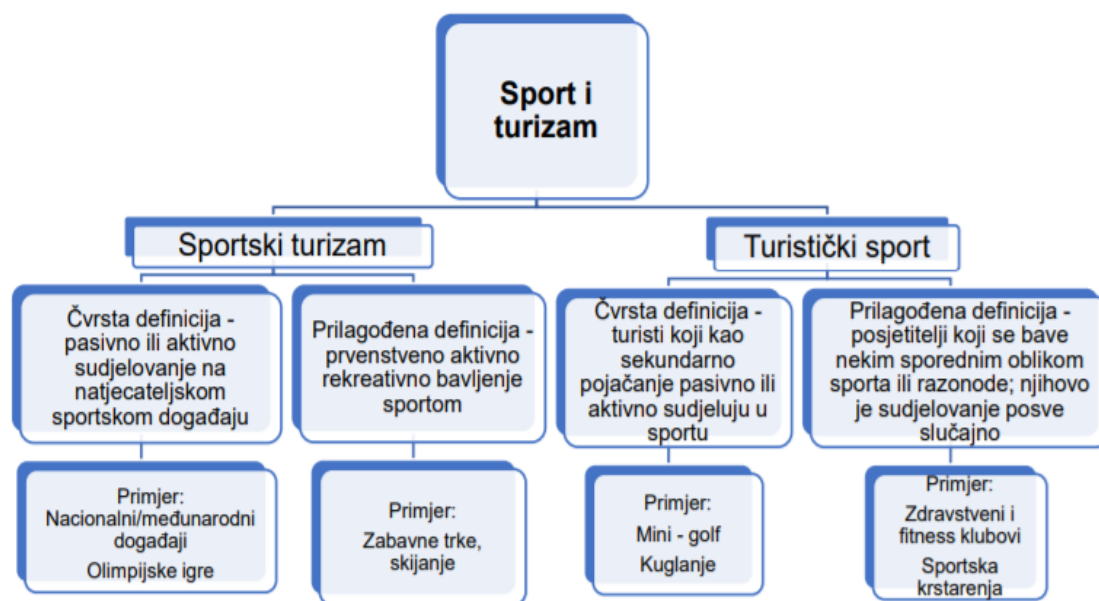 Sport i
turizam
Sportski turizam
Turistički sport
Čvrsta definicija -
pasivno ili aktivno
sudjelovanje na
natjecateljskom
sportskom događaju
Prilagođena definicija -
prvenstveno aktivno
rekreativno bavljenje
sportom
Čvrsta definicija -
turisti koji kao
sekundarno
pojačanje pasivno ili
aktivno sudjeluju u
sportu
Prilagođena definicija -
posjetitelji koji se bave
nekim sporednim oblikom
sporta ili razonode; njihovo
je sudjelovanje posve
slučajno
Primjer:
Nacionalni/međunarodni
događaji
Olimpijske igre
Primjer:
Zabavne trke,
skijanje
Primjer:
Mini - golf
Kuglanje
Primjer:
Zdravstveni i
fitness klubovi
Sportska
krstarenja